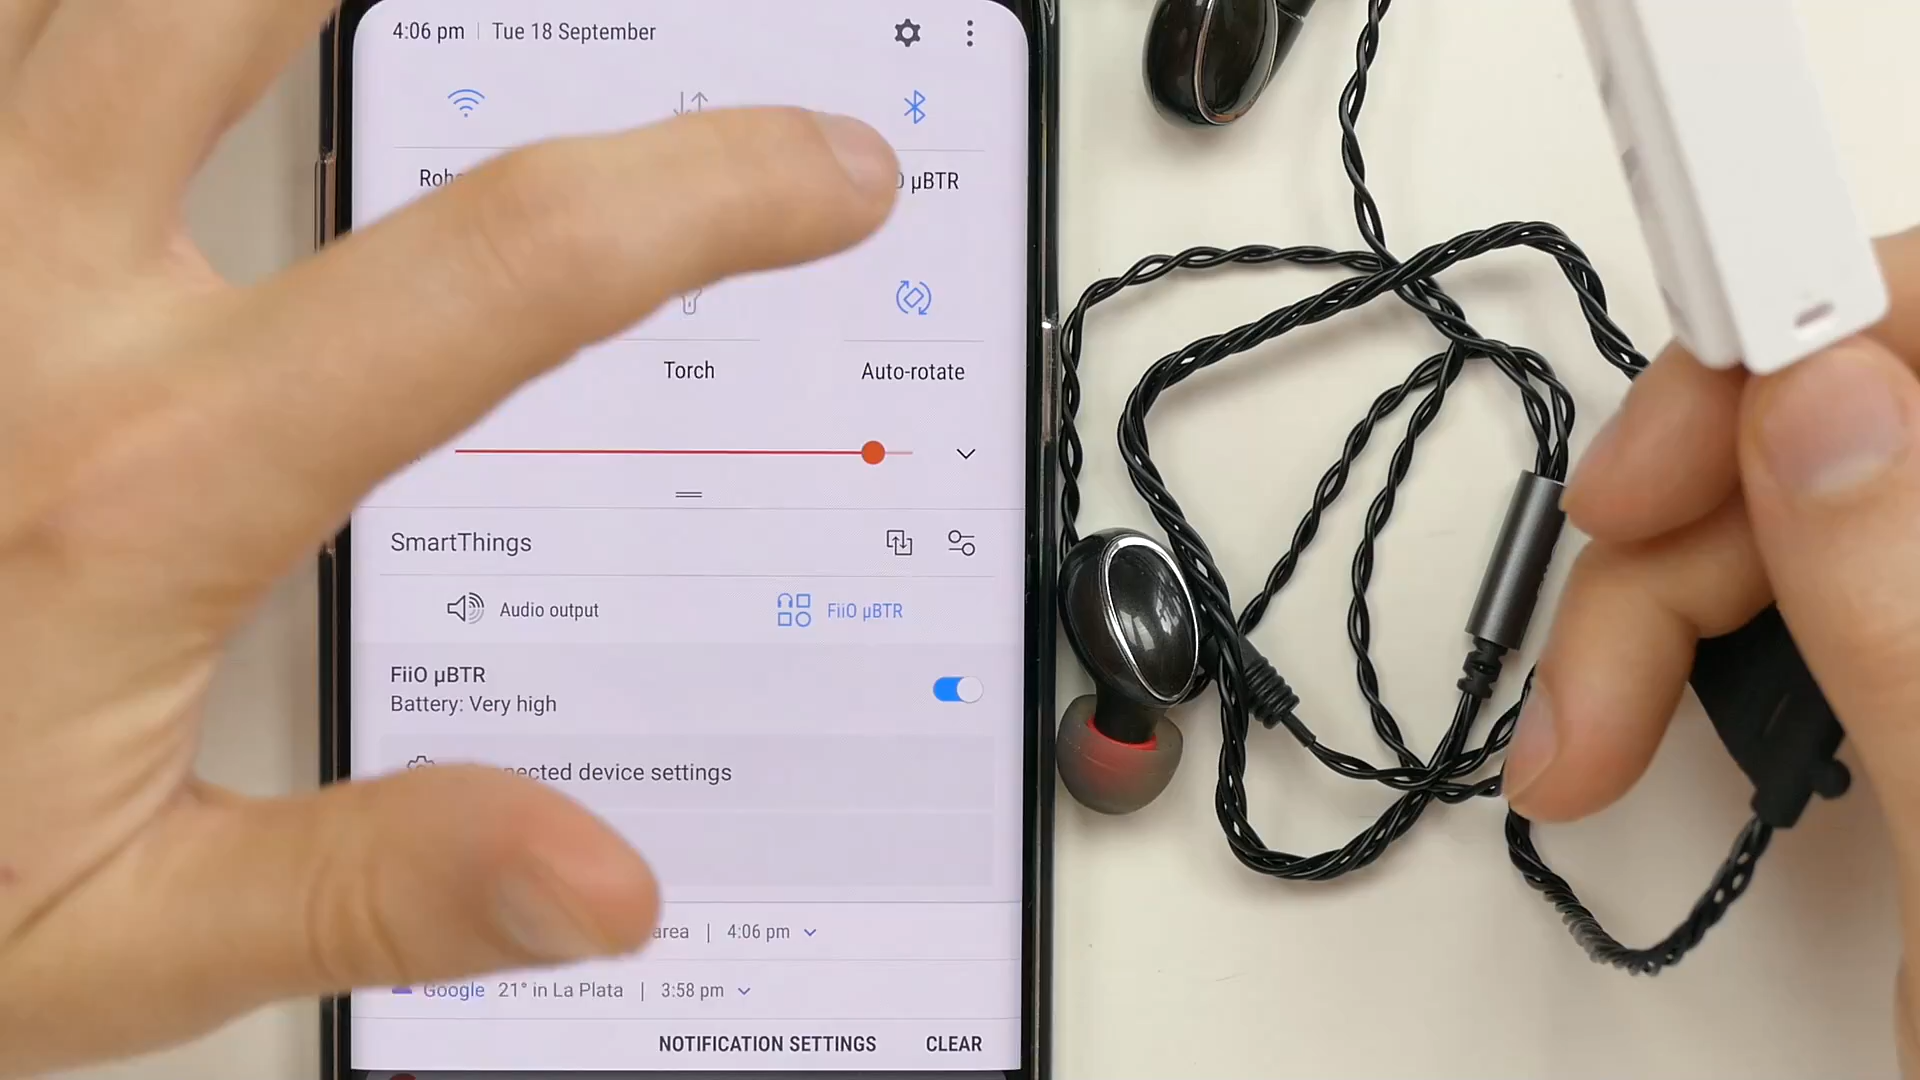 4:06 pm | Tue 18 September
µBTR
Torch
Auto-rotate
SmartThings
Audio output
FiiO µBTR
FiiO µBTR
Battery: Very high
device settings
area | 4:06 pm
Google 21° in La Plata | 3:58 pm
NOTIFICATION SETTINGS CLEAR